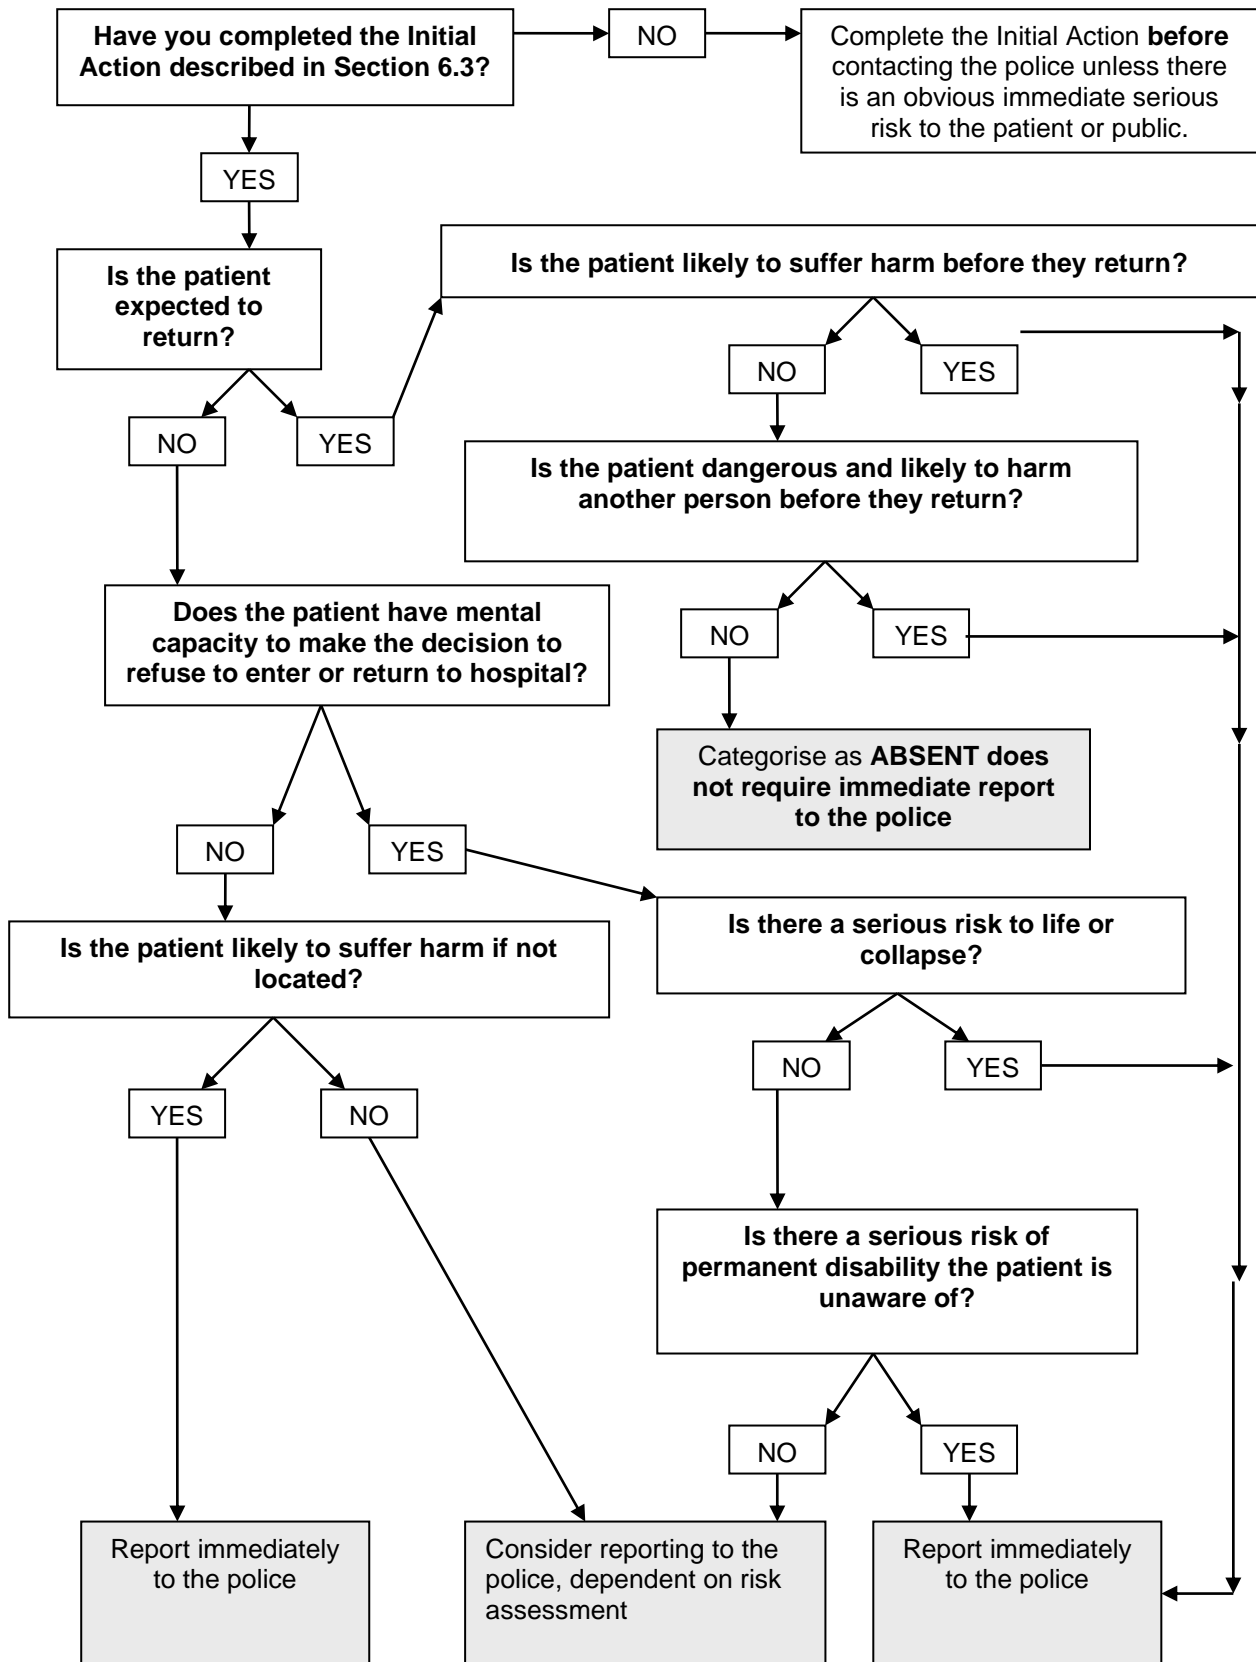 Have you completed the Initial
Action described in Section 6.3?
NO
Complete the Initial Action before
contacting the police unless there
is an obvious immediate serious
risk to the patient or public.
YES
Is the patient
expected to
return?
Is the patient likely to suffer harm before they return?
NO
YES
NO
YES
Is the patient dangerous and likely to harm
another person before they return?
Does the patient have mental
capacity to make the decision to
refuse to enter or return to hospital?
NO
YES
Categorise as ABSENT does
not require immediate report
to the police
NO
YES
Is there a serious risk to life or
collapse?
Is the patient likely to suffer harm if not
located?
NO
YES
YES
NO
Is there a serious risk of
permanent disability the patient is
unaware of?
NO
YES
Report immediately
to the police
Consider reporting to the
police, dependent on risk
assessment
Report immediately
to the police